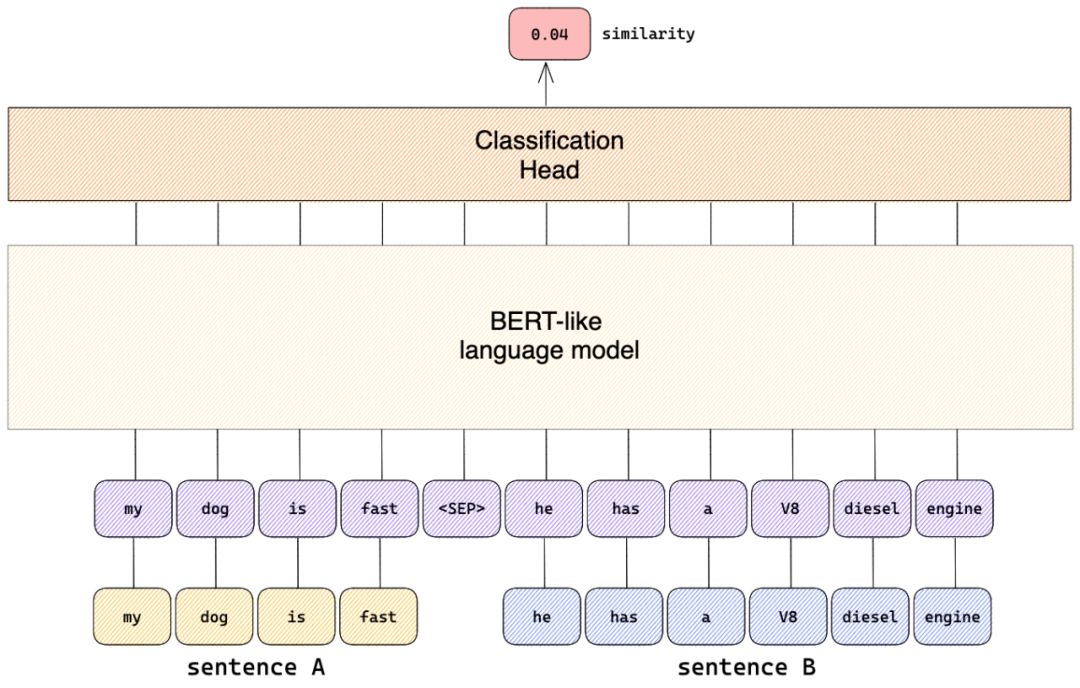 0.04 similarity
Classification
Head
BERT-like
language model
my dog is fast <SEP> he has a V8 diesel engine
my dog is fast he has a V8 diesel engine
sentence A sentence B